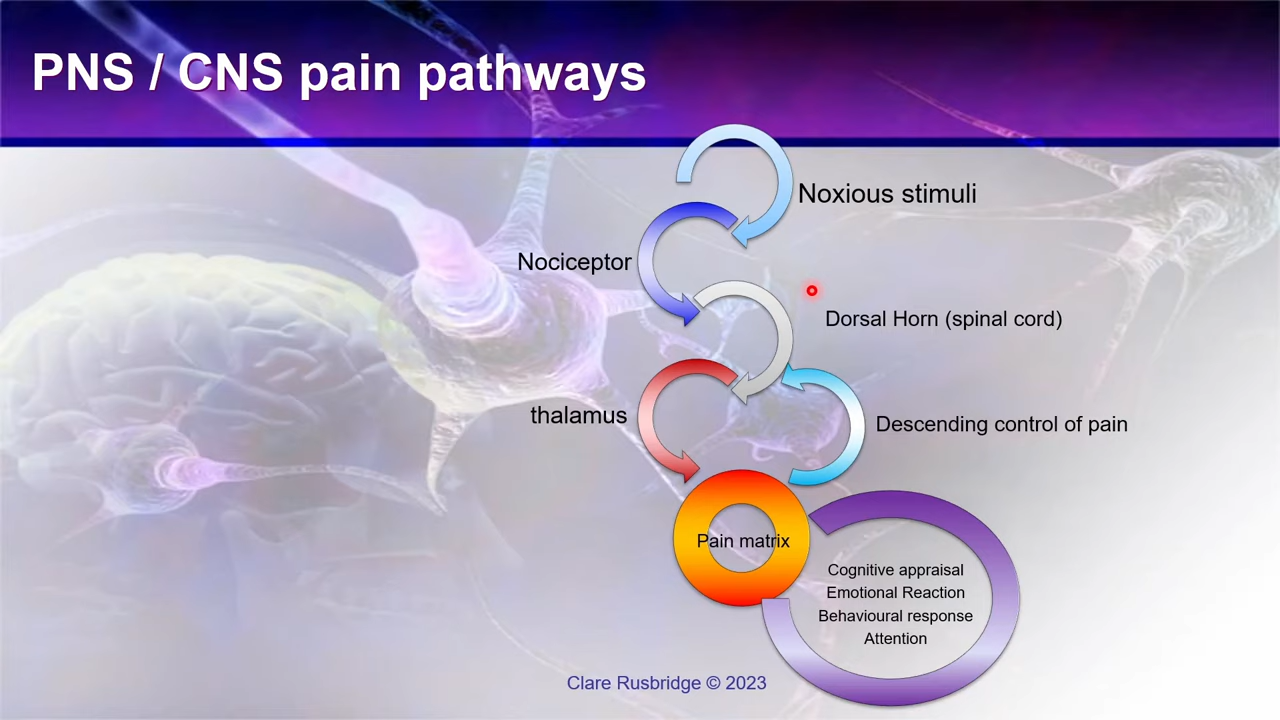 PNS / CNS pain pathways
Noxious stimuli
Nociceptor
Dorsal Horn (spinal cord)
thalamus
Descending control of pain
Pain matrix
Cognitive appraisal
Emotional Reaction
Behavioural response
Attention
Clare Rusbridge © 2023